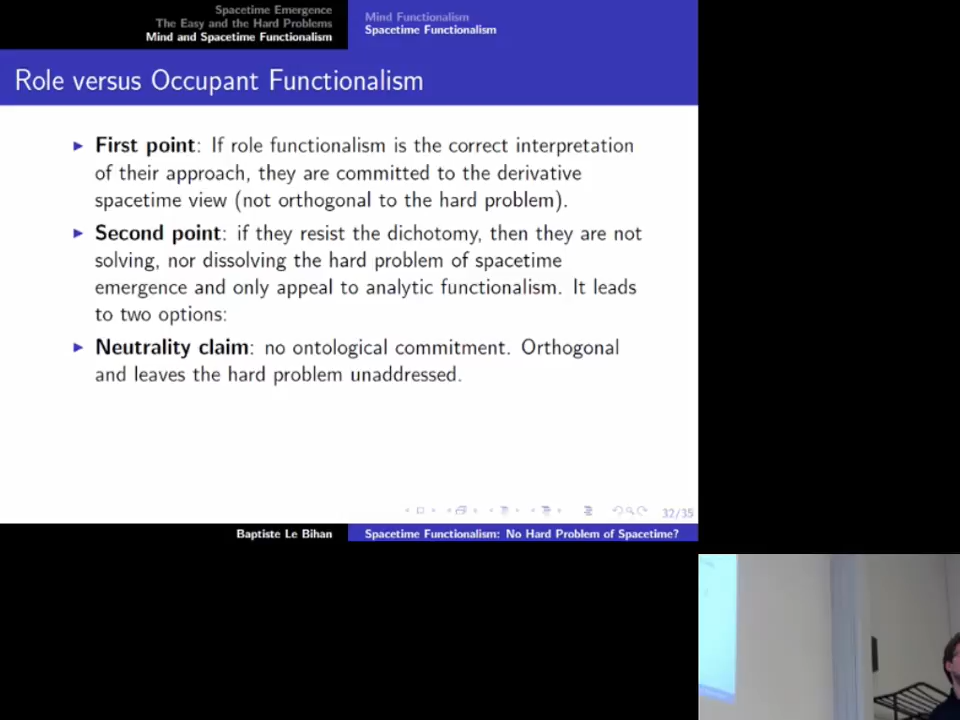 Spacetime Emergence
The Easy and the Hard Problems
Mind and Spacetime Functionalism
Mind Functionalism
Spacetime Functionalism
Role versus Occupant Functionalism
First point: If role functionalism is the correct interpretation
of their approach, they are committed to the derivative
spacetime view (not orthogonal to the hard problem).
Second point: if they resist the dichotomy, then they are not
solving, nor dissolving the hard problem of spacetime
emergence and only appeal to analytic functionalism. It leads
to two options:
Neutrality claim: no ontological commitment. Orthogonal
and leaves the hard problem unaddressed.
32/35
Baptiste Le Bihan
Spacetime Functionalism: No Hard Problem of Spacetime?